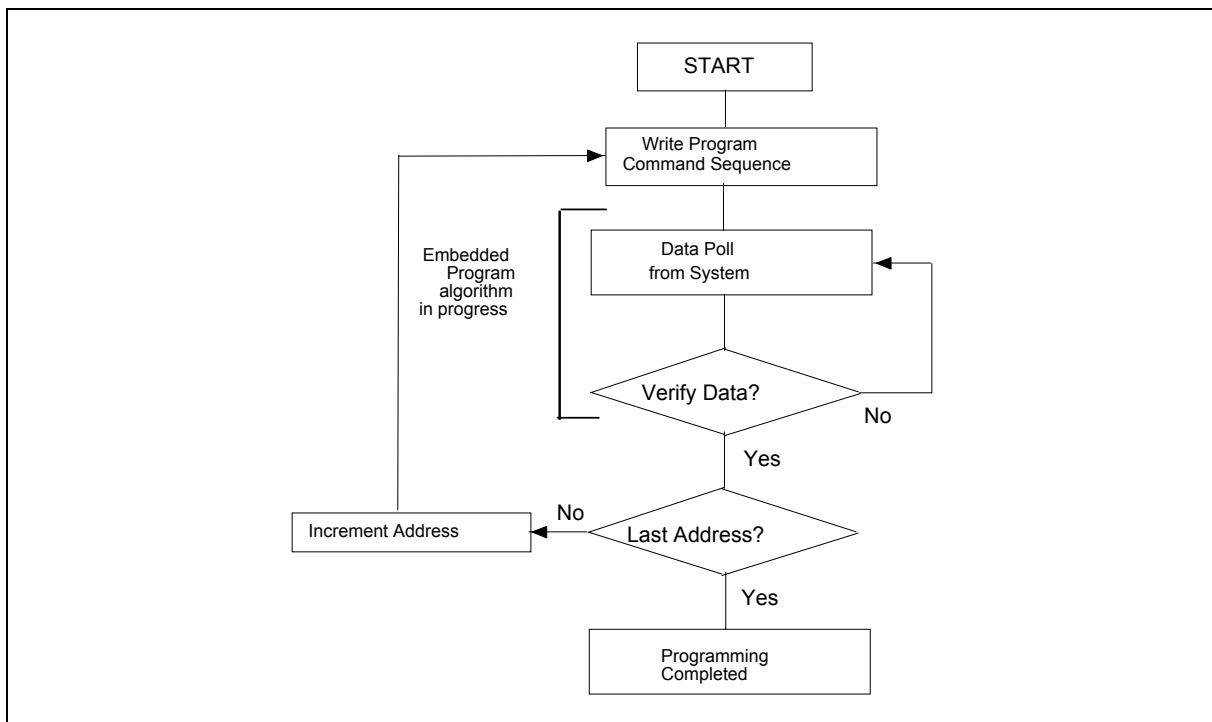 START
Write Program
Command Sequence
Embedded
Program
algorithm
in progress
Data Poll
from System
Verify Data?
No
Yes
Increment Address
No
Last Address?
Yes
Programming
Completed